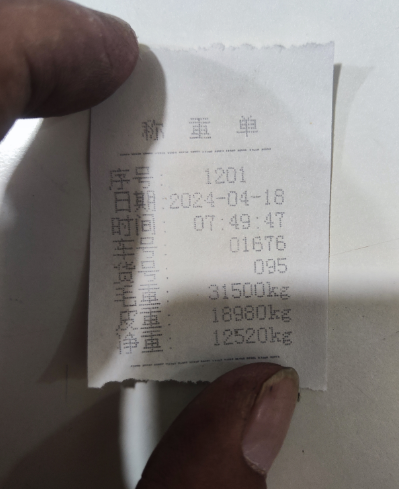 称 重 单
序号: 1201
日期:2024-04-18
时间: 07:49:47
车号: 01676
货号: 095
毛重: 31500kg
皮重: 18980kg
净重: 12520kg